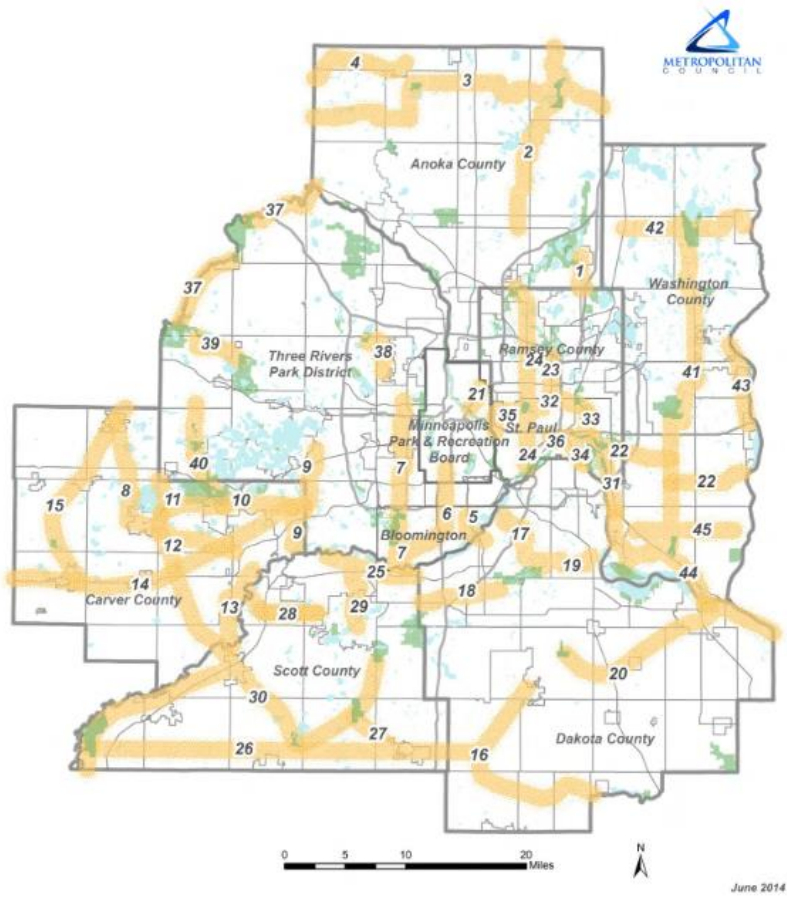 METROPOLITAN
COUNCIL
4
3
2
Anoka County
37
42
1
Washington
County
37
39
Three Rivers
Park District
38
Ramsey County
24
23
41
43
21
32
35
33
St. Paul
Minneapolis
Park & Recreation
Board
36
24
34
22
9
7
40
15
8
11
10
22
31
6
5
45
9
17
Bloomington
12
7
19
25
44
14
18
Carver County
13
28
29
Scott County
20
30
27
Dakota County
26
16
0
5
10
20
Miles
N
June 2014